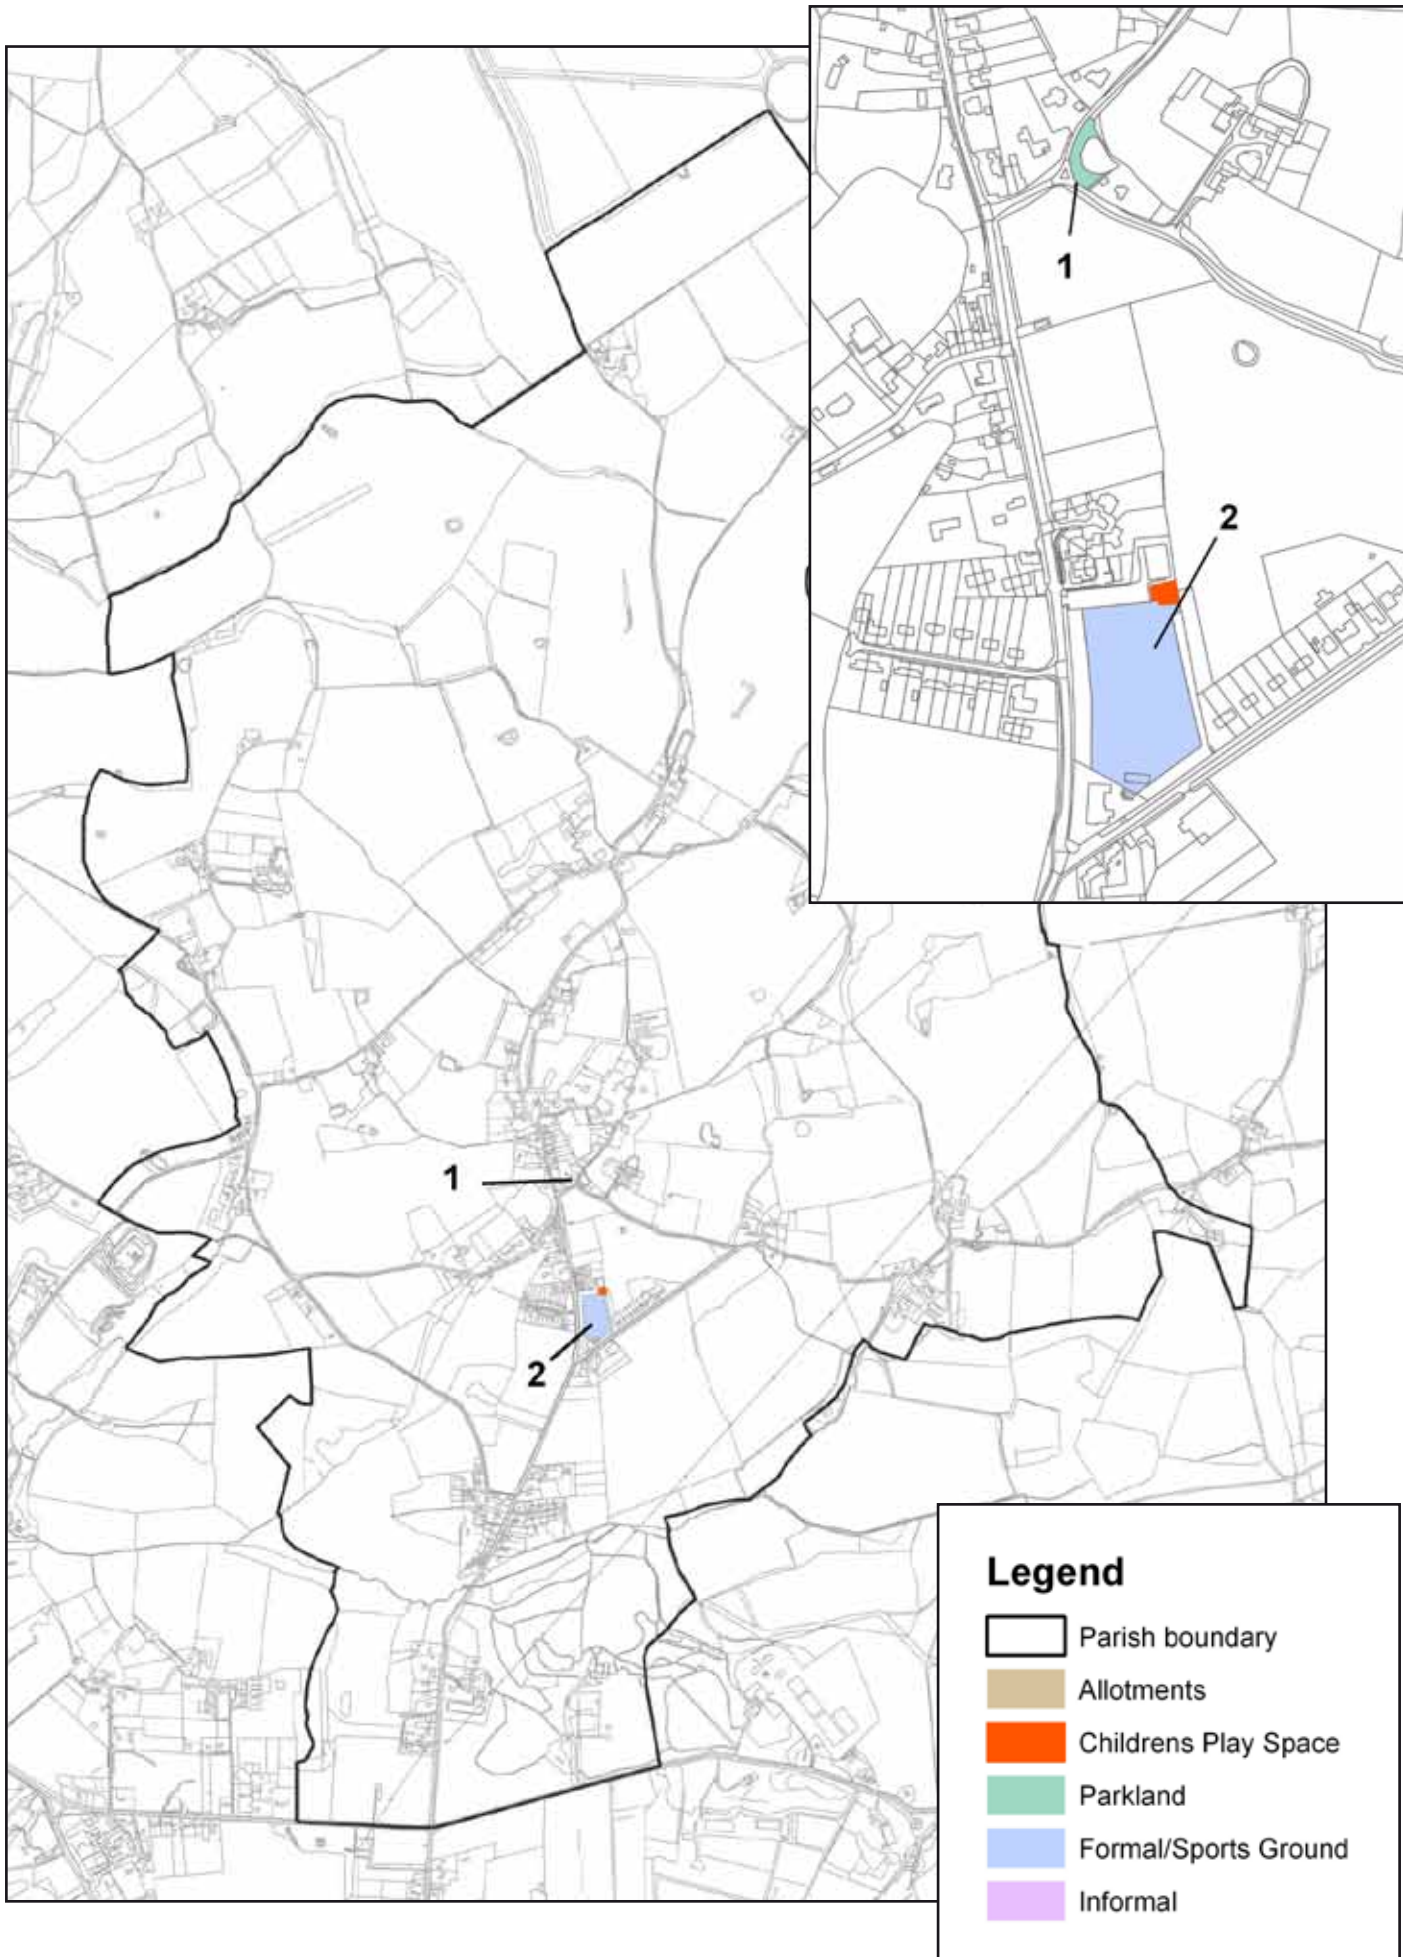 1
2
1
2
Legend
Parish boundary
Allotments
Childrens Play Space
Parkland
Formal/Sports Ground
Informal